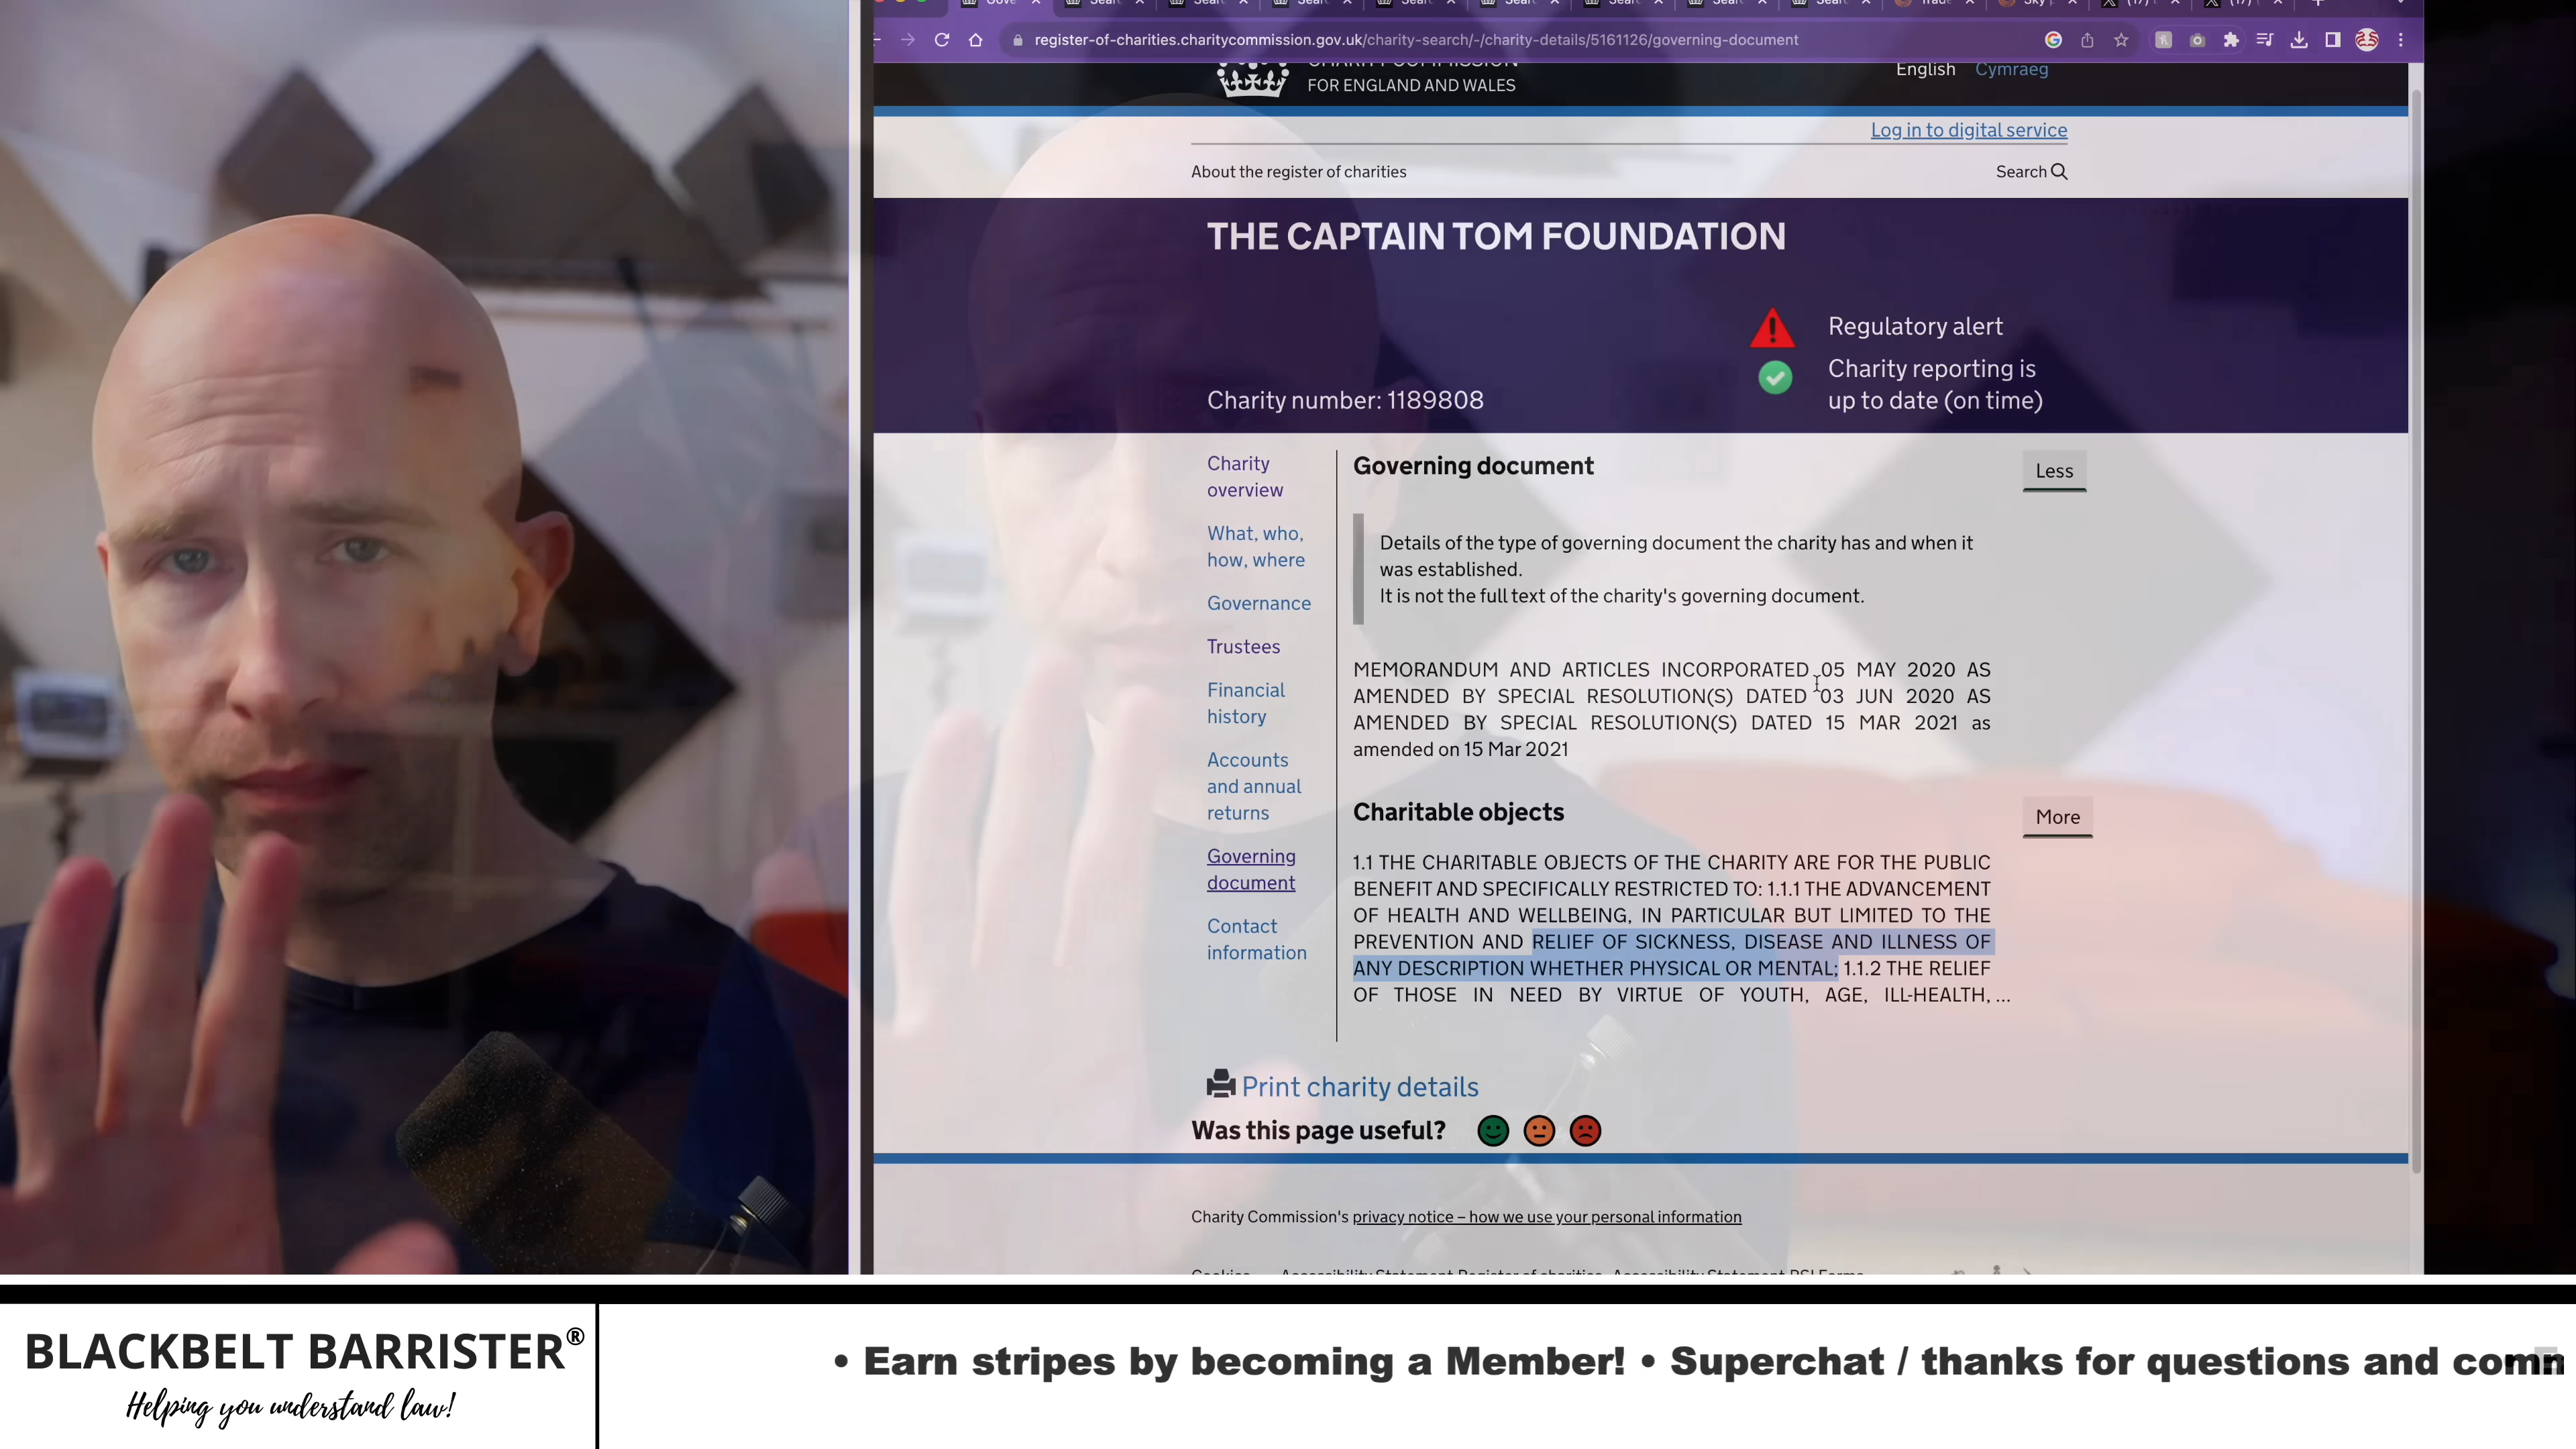 register-of-charities.charitycommission.gov.uk/charity-search/-/charity-details/5161126/governing-document
CHARITY COMMISSION
FOR ENGLAND AND WALES
English Cymraeg
Log in to digital service
About the register of charities
Search
THE CAPTAIN TOM FOUNDATION
Regulatory alert
Charity reporting is
up to date (on time)
Charity number: 1189808
Charity
overview
What, who,
how, where
Governance
Trustees
Financial
history
Accounts
and annual
returns
Governing
document
Contact
information
Governing document
Less
Details of the type of governing document the charity has and when it
was established.
It is not the full text of the charity's governing document.
MEMORANDUM AND ARTICLES INCORPORATED 05 MAY 2020 AS
AMENDED BY SPECIAL RESOLUTION(S) DATED 03 JUN 2020 AS
AMENDED BY SPECIAL RESOLUTION(S) DATED 15 MAR 2021 as
amended on 15 Mar 2021
Charitable objects
More
1.1 THE CHARITABLE OBJECTS OF THE CHARITY ARE FOR THE PUBLIC
BENEFIT AND SPECIFICALLY RESTRICTED TO: 1.1.1 THE ADVANCEMENT
OF HEALTH AND WELLBEING, IN PARTICULAR BUT LIMITED TO THE
PREVENTION AND RELIEF OF SICKNESS, DISEASE AND ILLNESS OF
ANY DESCRIPTION WHETHER PHYSICAL OR MENTAL; 1.1.2 THE RELIEF
OF THOSE IN NEED BY VIRTUE OF YOUTH, AGE, ILL-HEALTH, ...
Print charity details
Was this page useful?
Charity Commission's privacy notice – how we use your personal information
BLACKBELT BARRISTER®
Helping you understand law!
• Earn stripes by becoming a Member! • Superchat / thanks for questions and